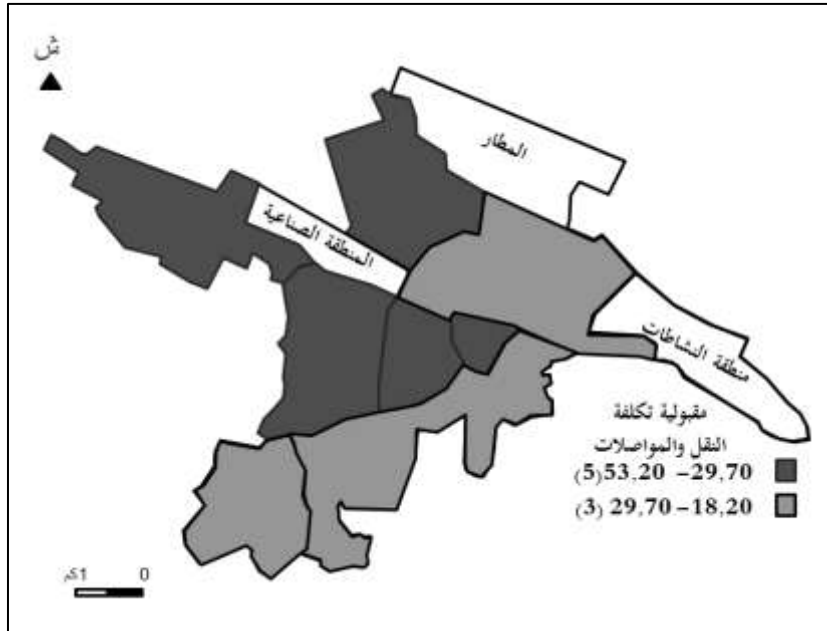 ش
المطار
المنطقة الصناعية
منطقة النشاطات
مقبولية تكلفة
النقل والمواصلات
29,70– 53,20(5)
18,20– 29,70 (3)
0 1كم